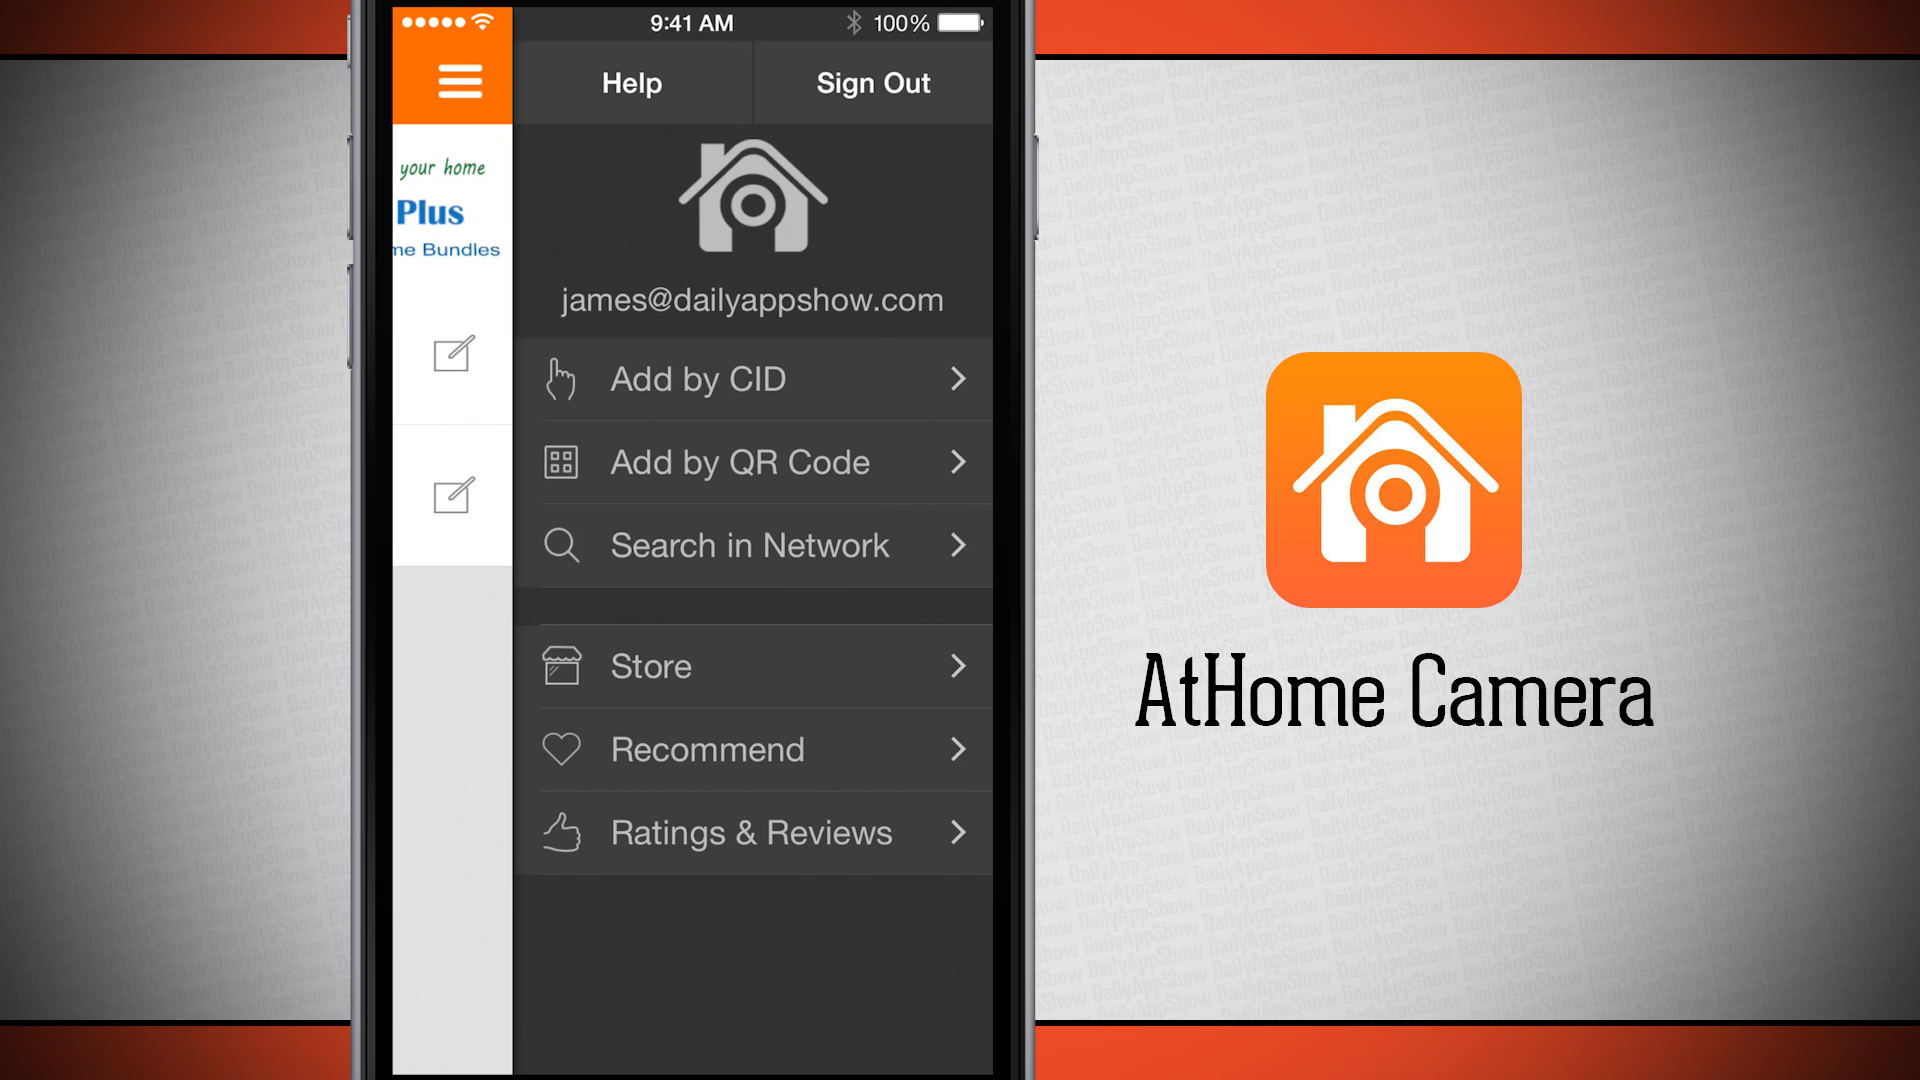 9:41 AM
100%
Help
Sign Out
your home
Plus
me Bundles
james@dailyappshow.com
Add by CID
Add by QR Code
Search in Network
Store
Recommend
Ratings & Reviews
AtHome Camera
DailyAppShow